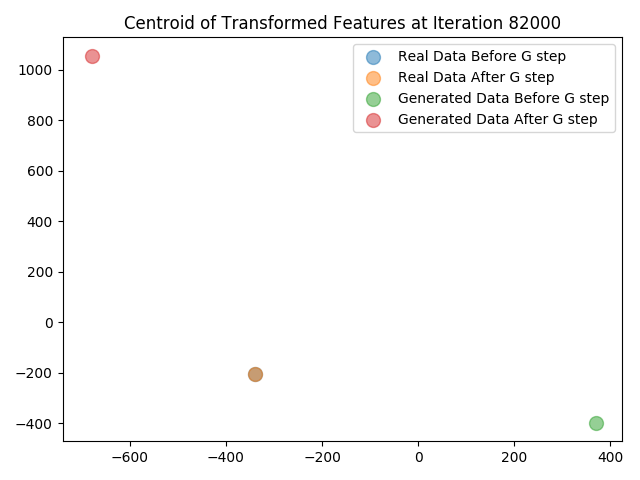 Centroid of Transformed Features at Iteration 82000
Real Data Before G step
Real Data After G step
Generated Data Before G step
Generated Data After G step
1000
800
600
400
200
0
−200
−400
−600 −400 −200 0 200 400